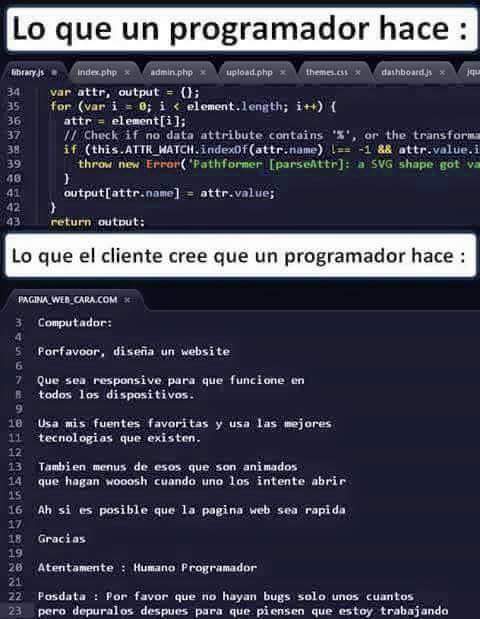 Lo que un programador hace :
library.js index.php × admin.php × upload.php × themes.css × dashboard.js × jqu
34 var attr, output = {};
35 for (var i = 0; i < element.length; i++) {
36 attr = element[i];
37 // Check if no data attribute contains '%', or the transforma
38 if (this.ATTR_WATCH.indexOf(attr.name) !== -1 && attr.value.i
39 throw new Error('Pathformer [parseAttr]: a SVG shape got va
40 }
41 output[attr.name] = attr.value;
42 }
43 return output;
Lo que el cliente cree que un programador hace :
PAGINA_WEB_CARA.COM ×
3 Computador:
4
5 Porfavoor, diseña un website
6
7 Que sea responsive para que funcione en
8 todos los dispositivos.
9
10 Usa mis fuentes favoritas y usa las mejores
11 tecnologias que existen.
12
13 Tambien menus de esos que son animados
14 que hagan wooosh cuando uno los intente abrir
15
16 Ah si es posible que la pagina web sea rapida
17
18 Gracias
19
20 Atentamente : Humano Programador
21
22 Posdata : Por favor que no hayan bugs solo unos cuantos
23 pero depuralos despues para que piensen que estoy trabajando